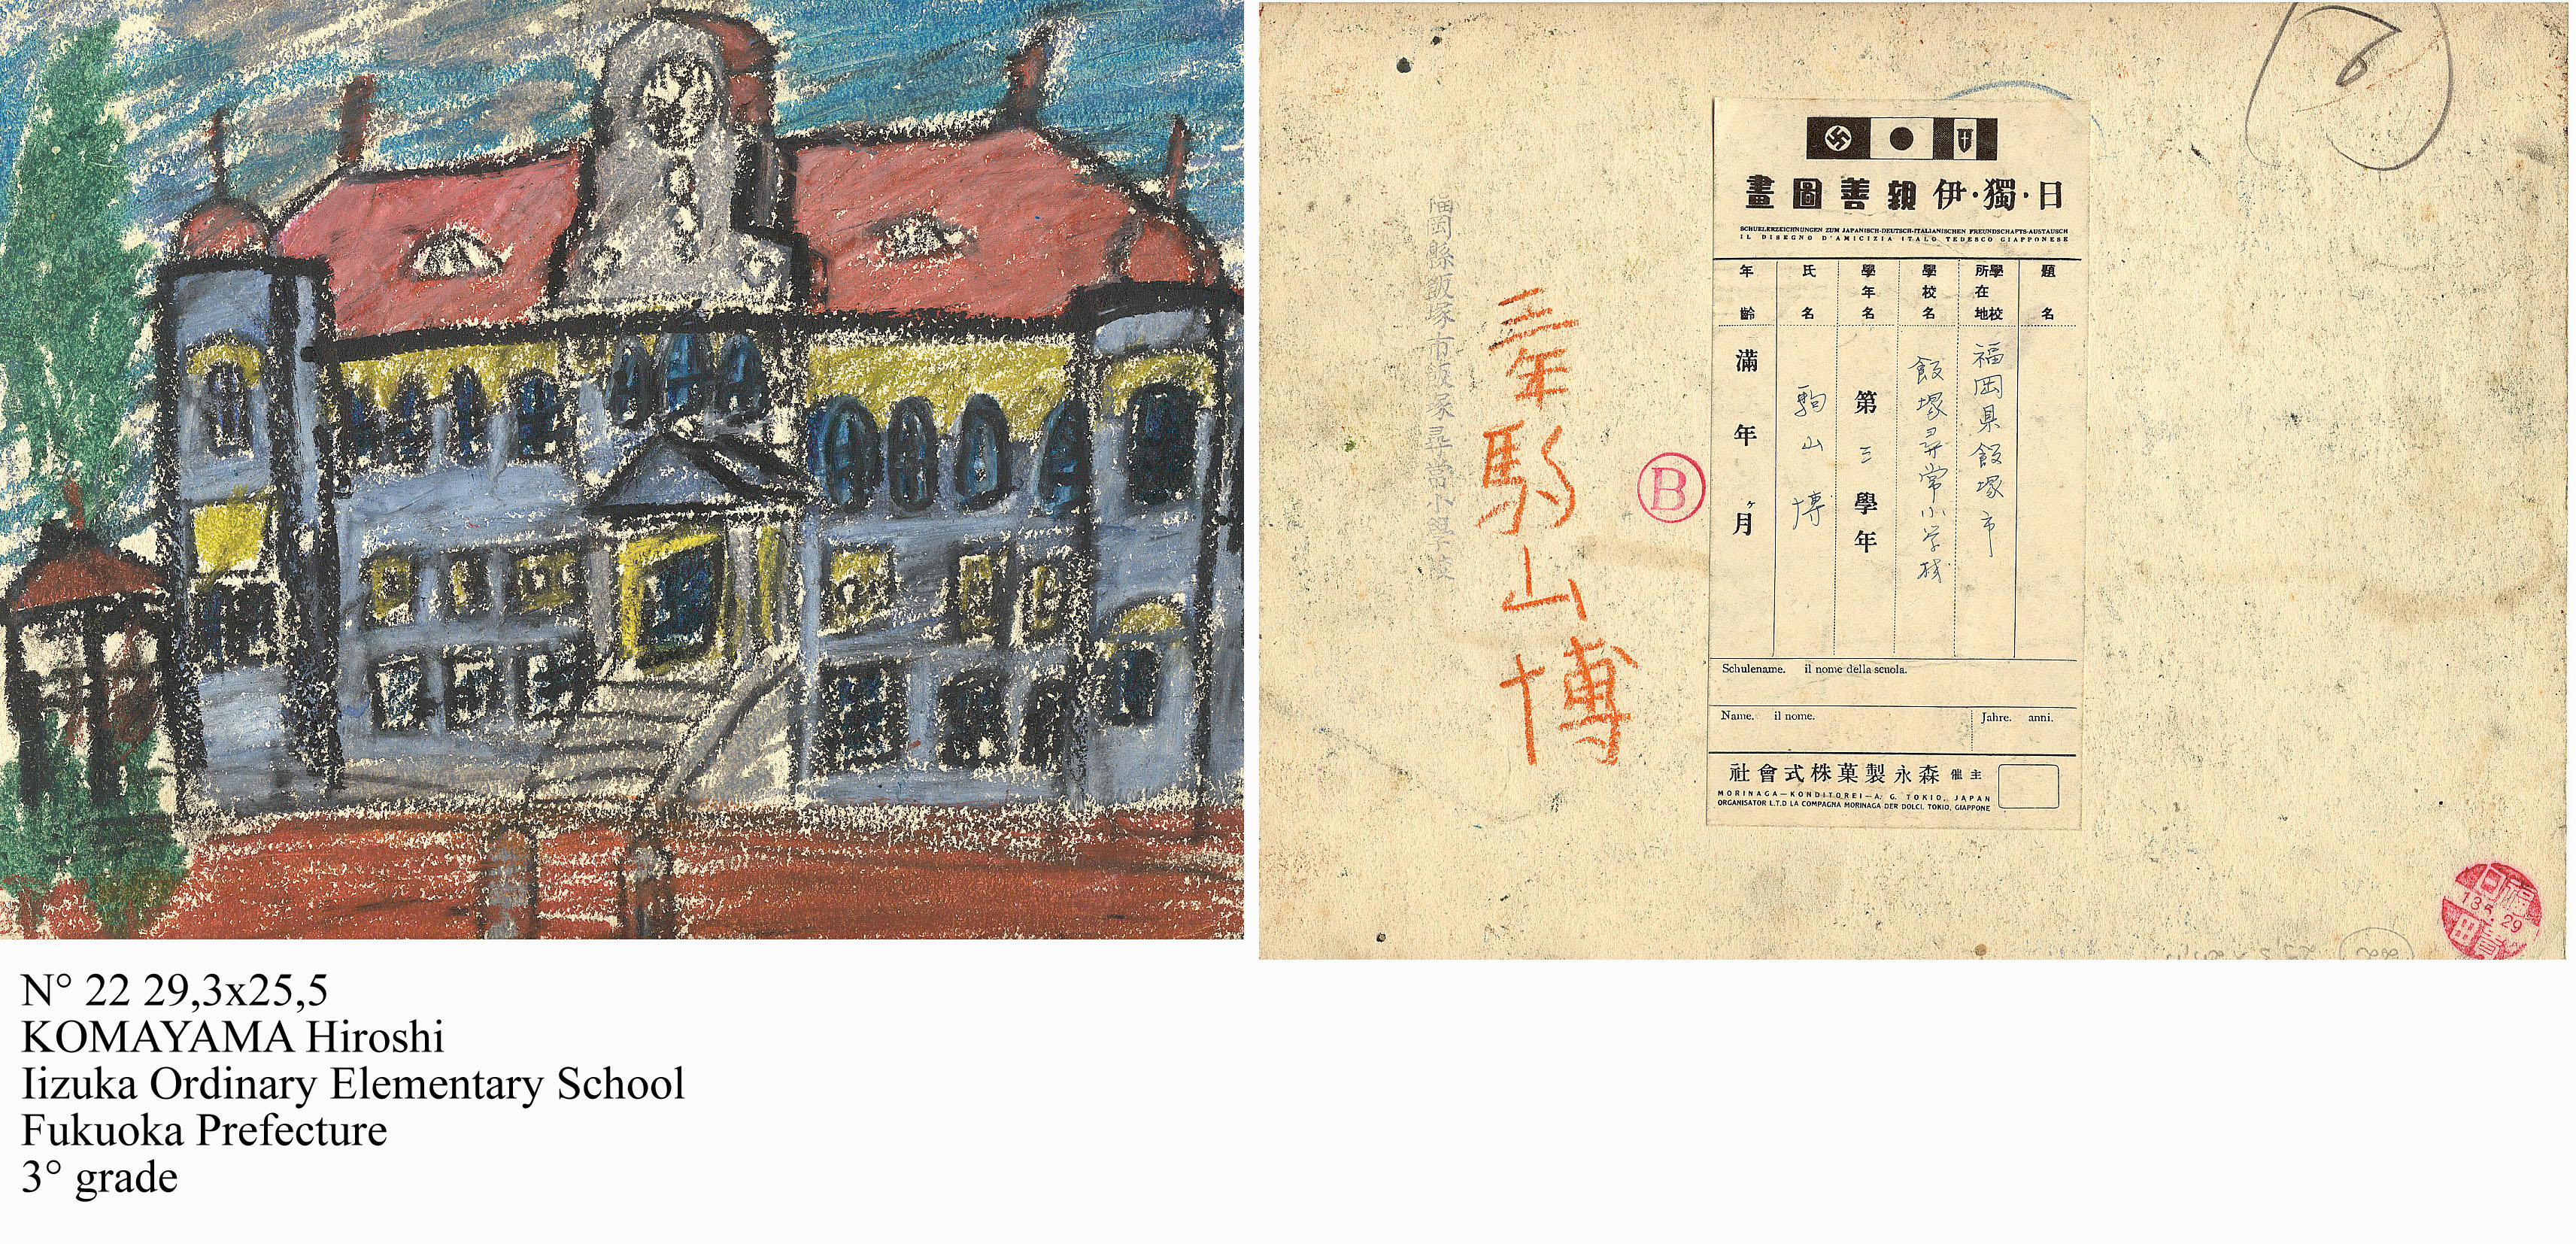 福岡縣飯塚市飯塚尋常小學校
三年
駒山博
B
日・獨・伊親善圖畫
SCHUELERZEICHNUNGEN ZUM JAPANISCH-DEUTSCH-ITALIANISCHEN FREUNDSCHAFTS-AUSTAUSCH
IL DISEGNO D'AMICIZIA ITALO TEDESCO GIAPPONESE
題名
學校所在地
福岡県飯塚市
學校名
飯塚尋常小学校
學年名
第三學年
氏名
駒山博
年齡
滿年ヶ月
Schulename. il nome della scuola.
Name. il nome. Jahre. anni.
主催 森永製菓株式會社
MORINAGA—KONDITOREI—A. G. TOKIO, JAPAN
ORGANISATOR L.T.D LA COMPAGNA MORINAGA DER DOLCI. TOKIO, GIAPPONE
N° 22 29,3x25,5
KOMAYAMA Hiroshi
Iizuka Ordinary Elementary School
Fukuoka Prefecture
3° grade